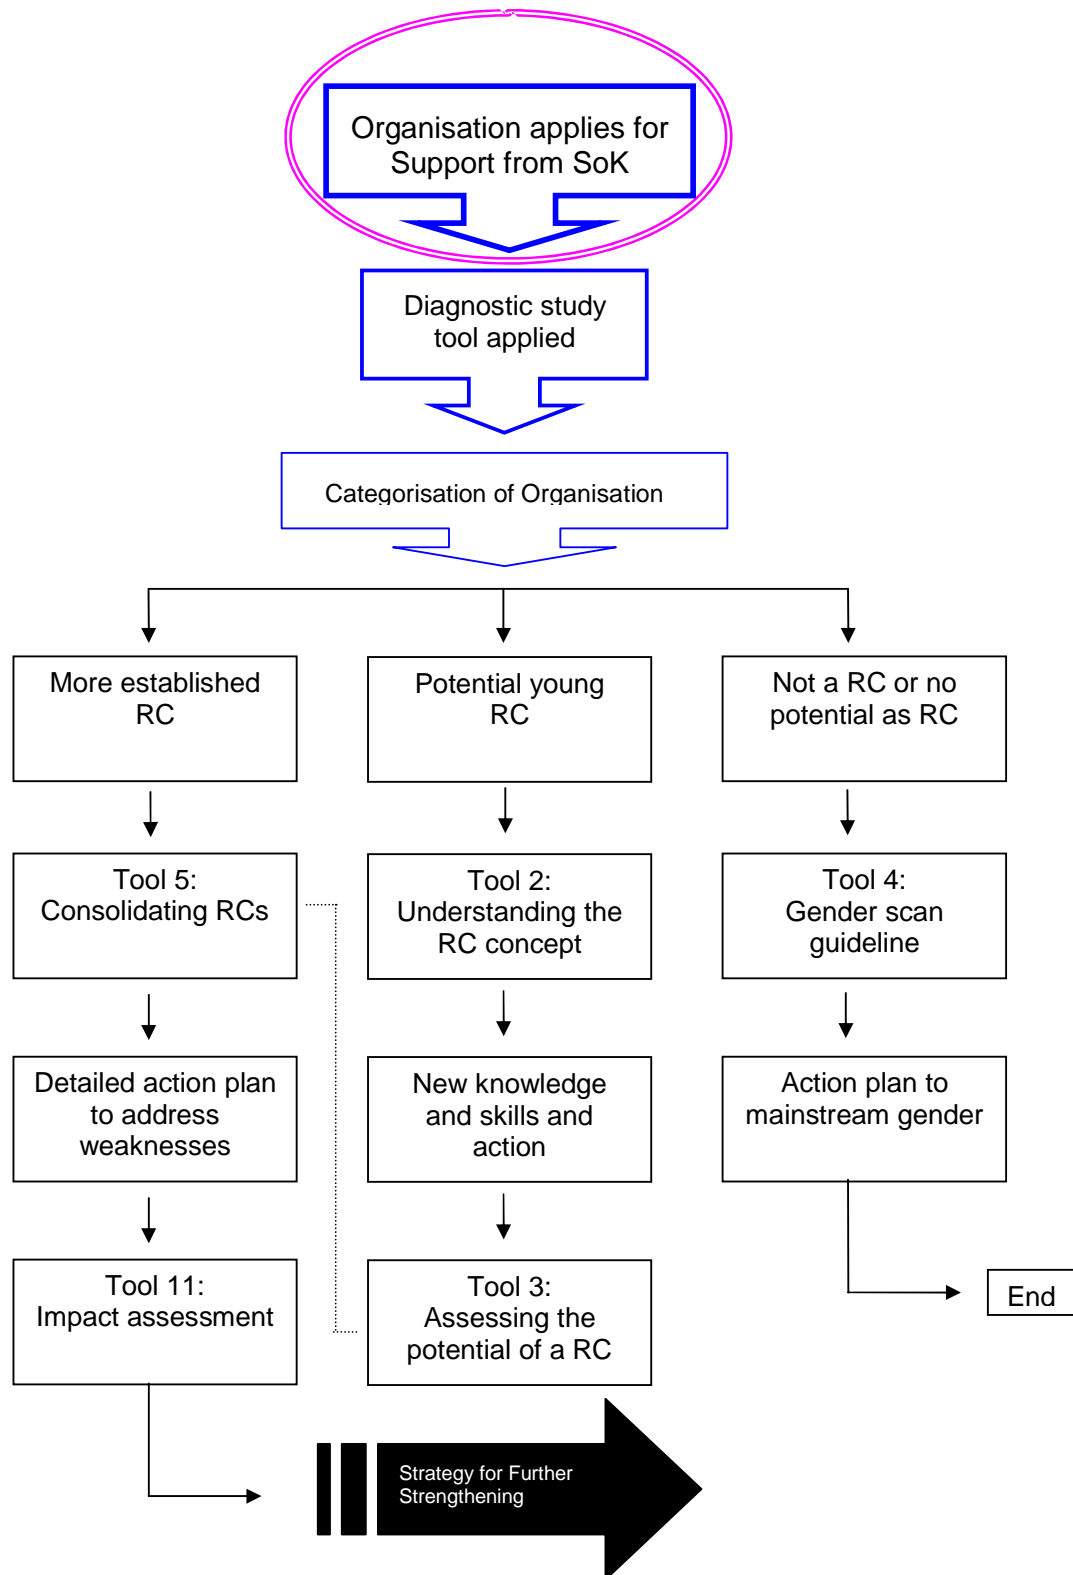 Organisation applies for
Support from SoK
Diagnostic study
tool applied
Categorisation of Organisation
More established
RC
Potential young
RC
Not a RC or no
potential as RC
Tool 5:
Consolidating RCs
Tool 2:
Understanding the
RC concept
Tool 4:
Gender scan
guideline
Detailed action plan
to address
weaknesses
New knowledge
and skills and
action
Action plan to
mainstream gender
Tool 11:
Impact assessment
Tool 3:
Assessing the
potential of a RC
End
Strategy for Further
Strengthening